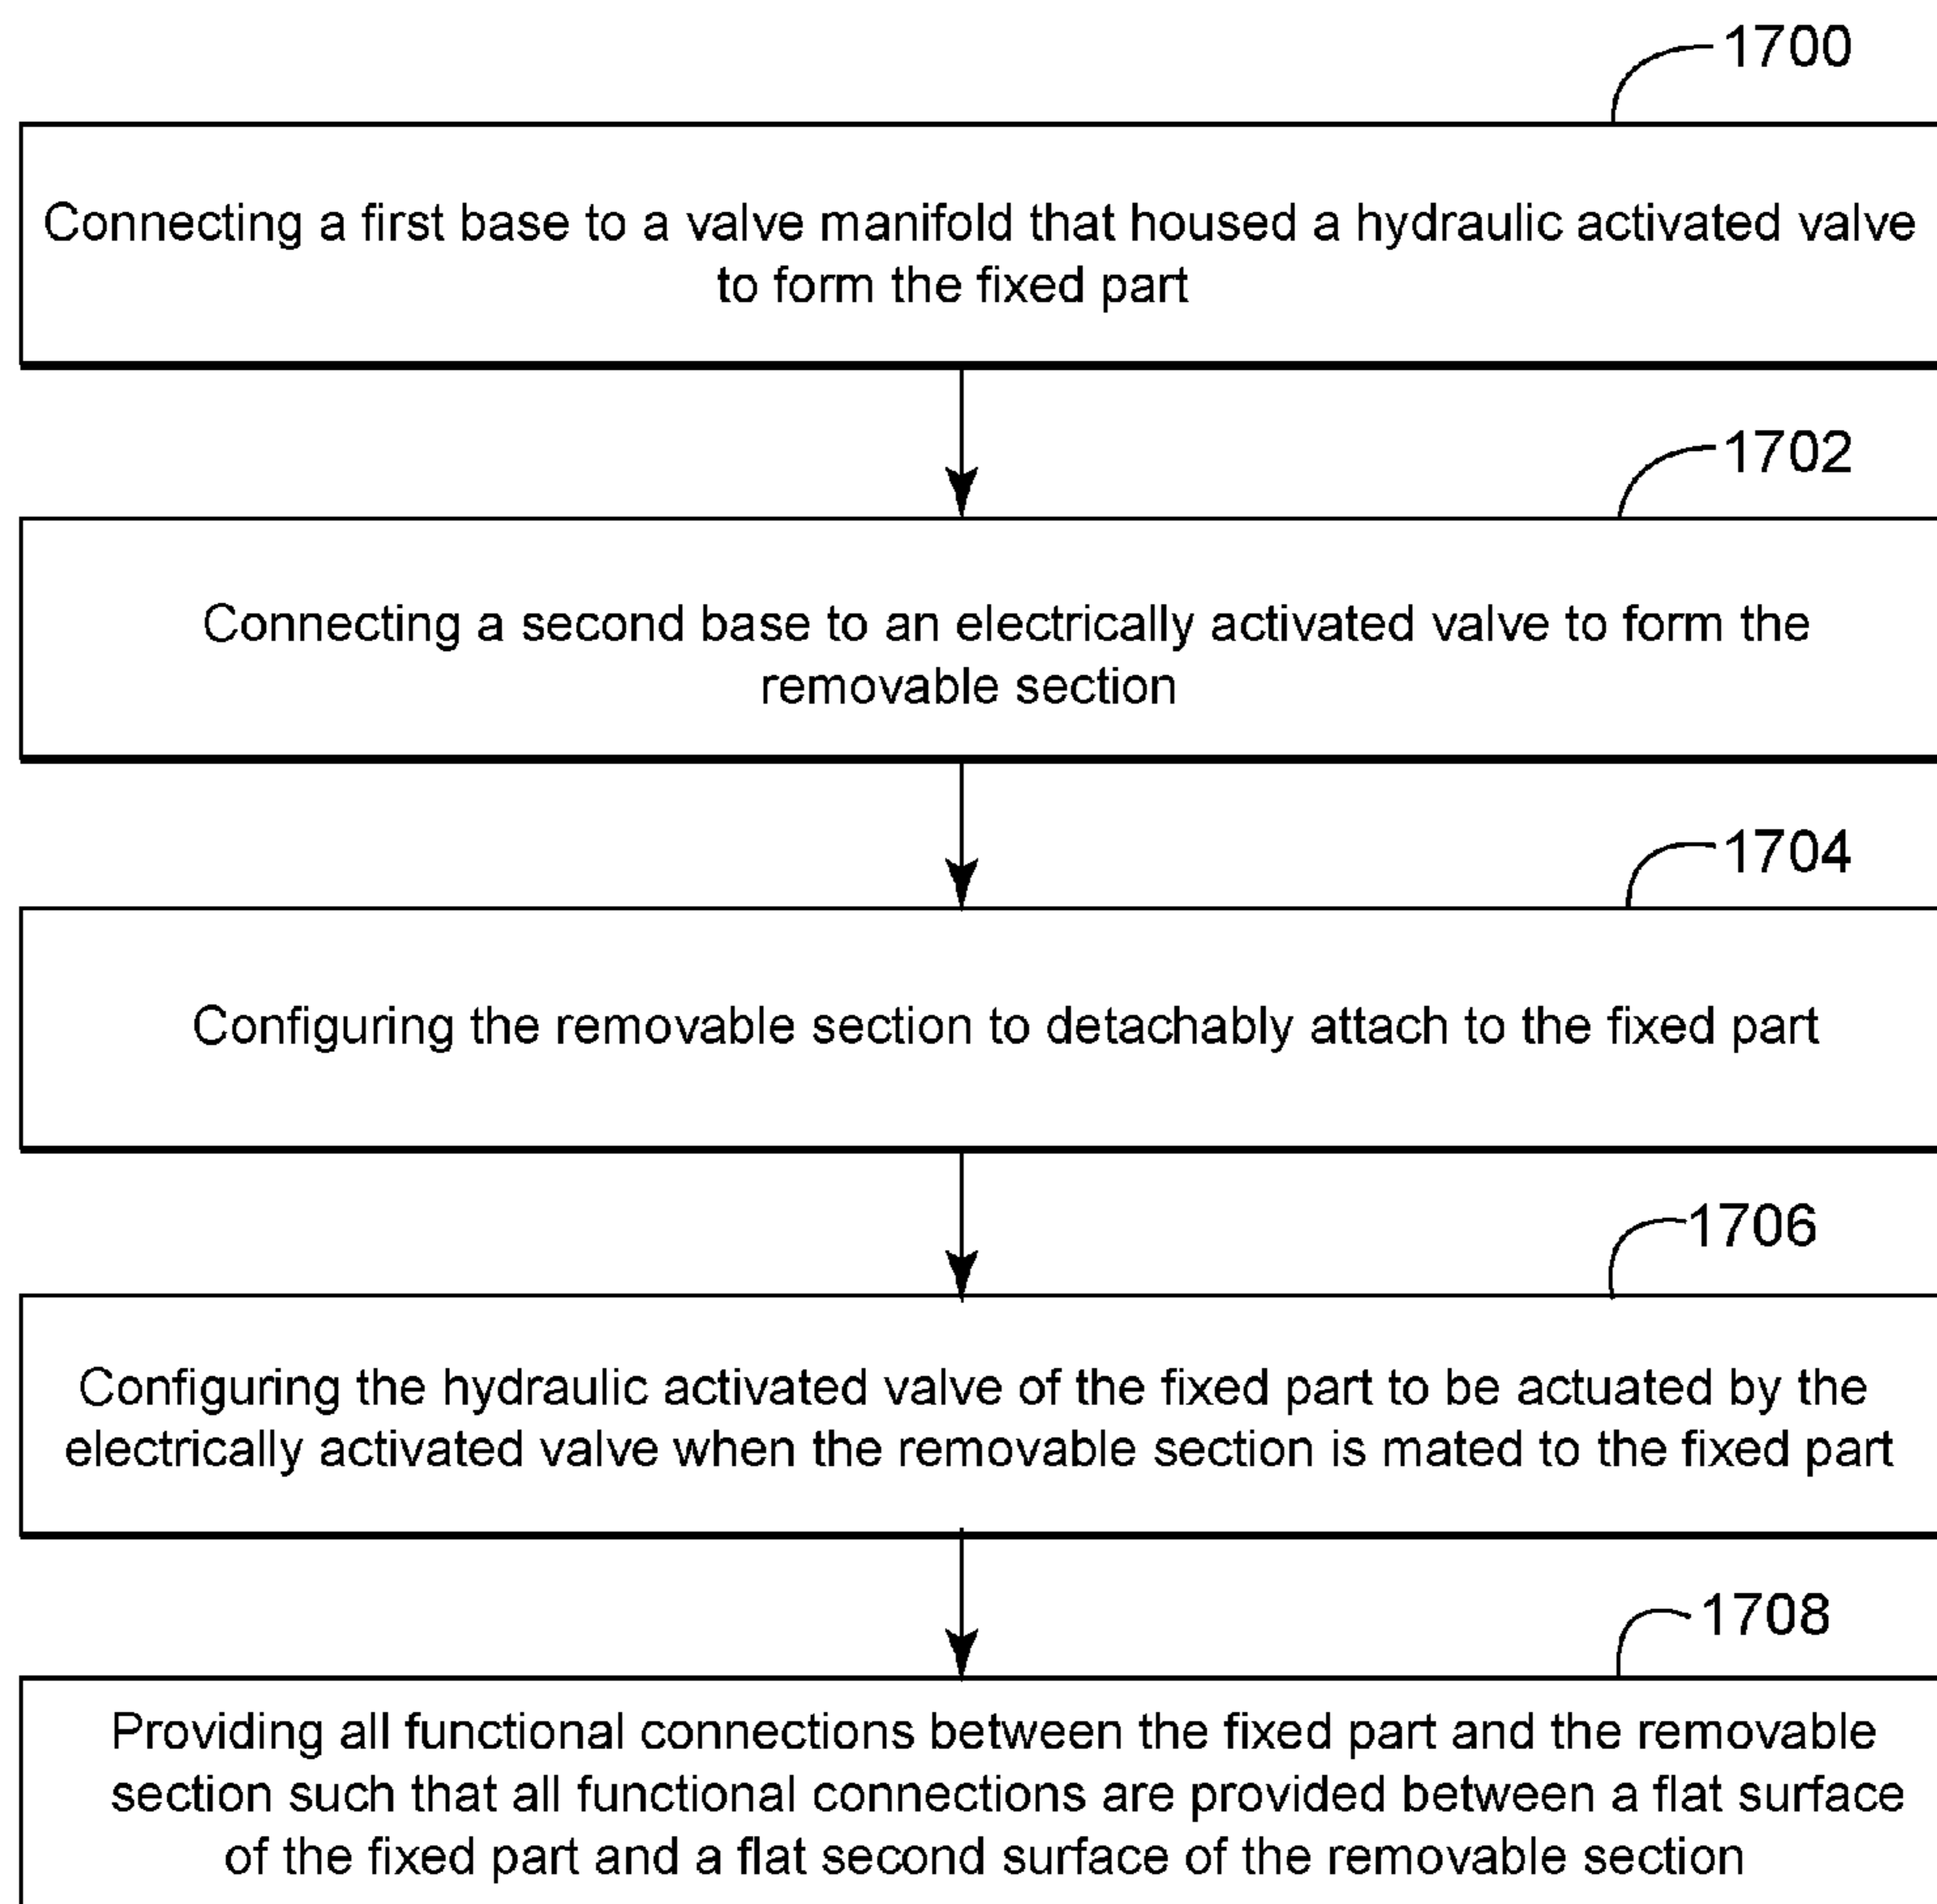 1700
Connecting a first base to a valve manifold that housed a hydraulic activated valve
to form the fixed part
1702
Connecting a second base to an electrically activated valve to form the
removable section
1704
Configuring the removable section to detachably attach to the fixed part
1706
Configuring the hydraulic activated valve of the fixed part to be actuated by the
electrically activated valve when the removable section is mated to the fixed part
1708
Providing all functional connections between the fixed part and the removable
section such that all functional connections are provided between a flat surface
of the fixed part and a flat second surface of the removable section